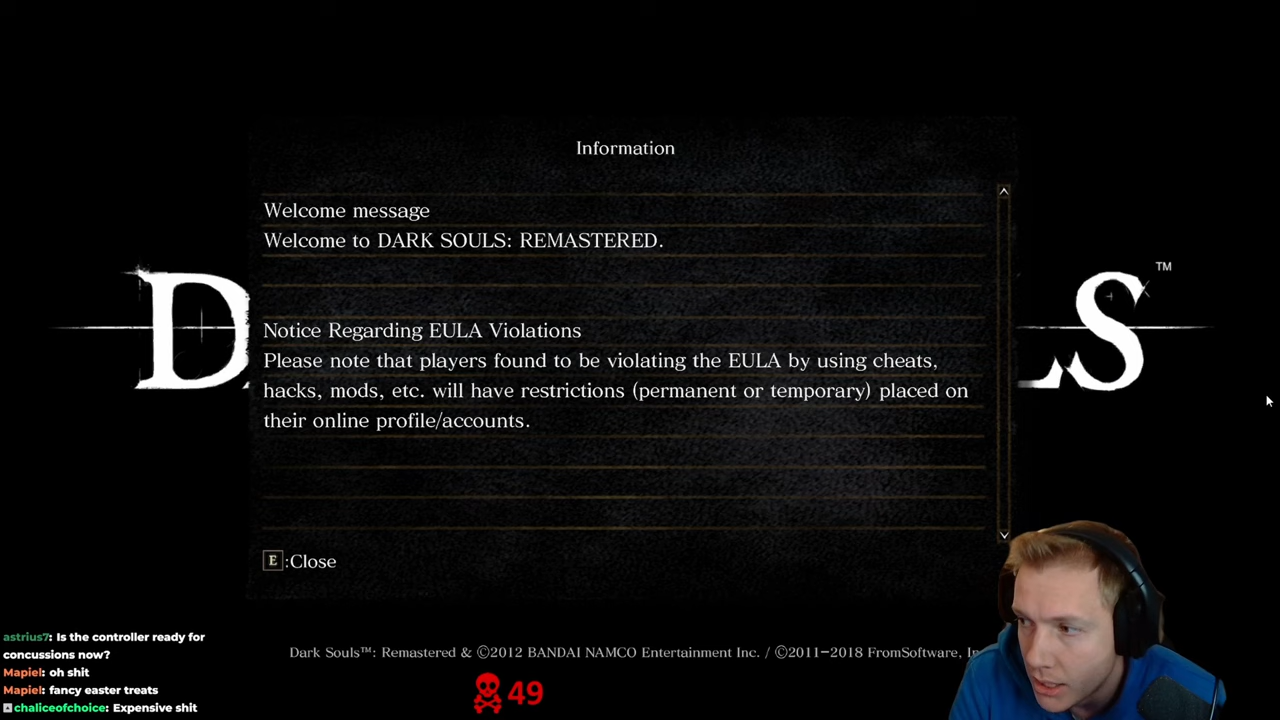 Information
Welcome message
Welcome to DARK SOULS: REMASTERED.
Notice Regarding EULA Violations
Please note that players found to be violating the EULA by using cheats,
hacks, mods, etc. will have restrictions (permanent or temporary) placed on
their online profile/accounts.
D
LS
TM
E:Close
astrius7: Is the controller ready for
concussions now?
Mapiel: oh shit
Mapiel: fancy easter treats
chaliceofchoice: Expensive shit
Dark Souls™: Remastered & ©2012 BANDAI NAMCO Entertainment Inc. / ©2011-2018 FromSoftware, In
49